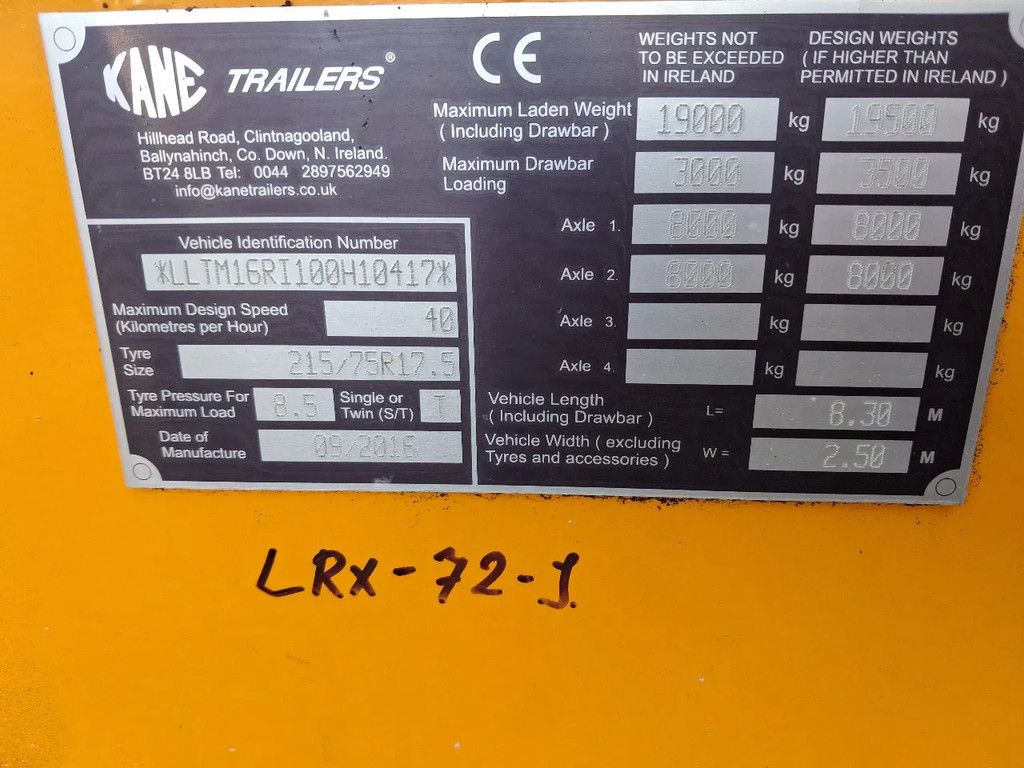 KANE TRAILERS®
Hillhead Road, Clintnagooland,
Ballynahinch, Co. Down, N. Ireland.
BT24 8LB Tel: 0044 2897562949
info@kanetrailers.co.uk
CE
WEIGHTS NOT
TO BE EXCEEDED
IN IRELAND
DESIGN WEIGHTS
( IF HIGHER THAN
PERMITTED IN IRELAND )
Maximum Laden Weight
( Including Drawbar ) 19000 kg 19500 kg
Maximum Drawbar
Loading 3000 kg 3500 kg
Axle 1. 8000 kg 8000 kg
Axle 2. 8000 kg 8000 kg
Axle 3. kg kg
Axle 4. kg kg
Vehicle Length
( Including Drawbar ) L= 8.30 M
Vehicle Width ( excluding
Tyres and accessories ) W = 2.50 M
Vehicle Identification Number
*LLTM16RI100H10417*
Maximum Design Speed
(Kilometres per Hour) 40
Tyre
Size 215/75R17.5
Tyre Pressure For
Maximum Load 8.5
Single or
Twin (S/T) T
Date of
Manufacture 09/2016
LRX-72-J